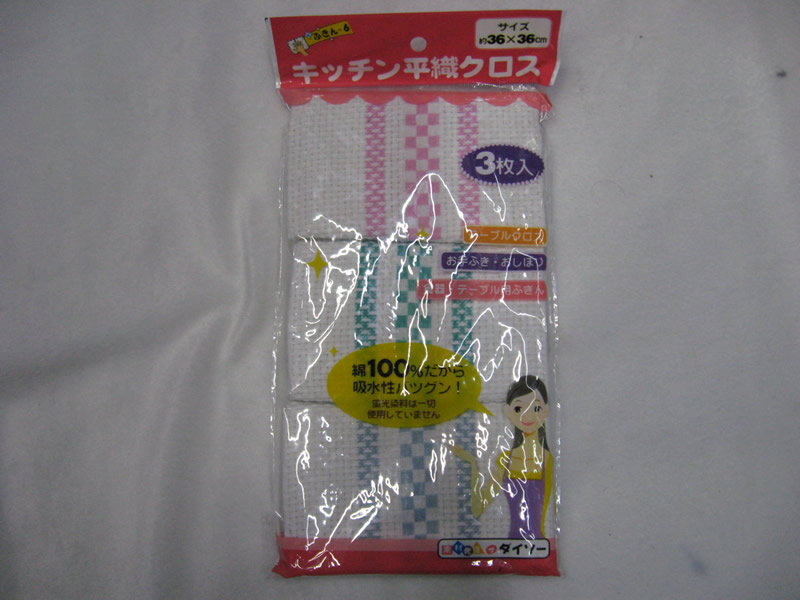 ふきん-6
サイズ
約36×36cm
キッチン平織クロス
3枚入
テーブルクロス
お手ふき・おしぼり
食器・テーブル用ふきん
綿100%だから
吸水性バツグン!
蛍光染料は一切
使用していません
ダイソー